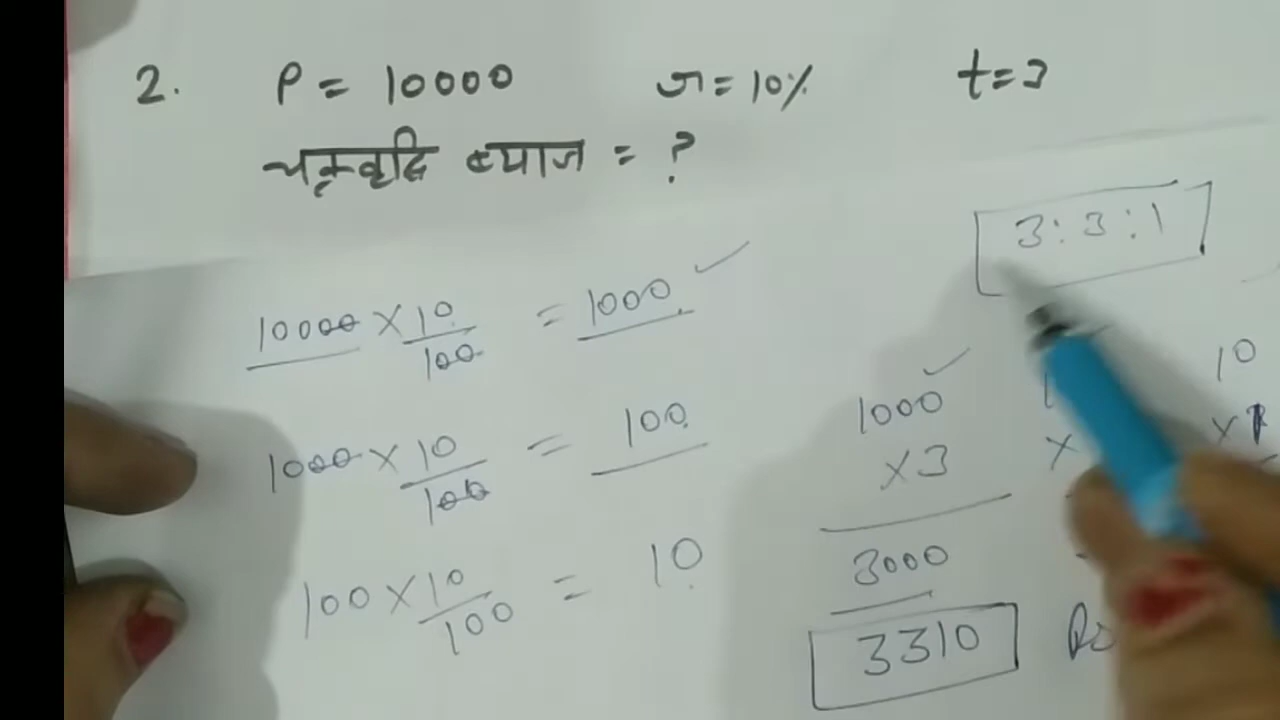 2. P = 10000 r = 10% t = 3
चक्रवृद्धि ब्याज = ?
3 : 3 : 1
10000 × 10/100 = 1000 ✓
1000 × 10/100 = 100
100 × 10/100 = 10
1000 ✓ 10
×3 × ×1
3000
3310